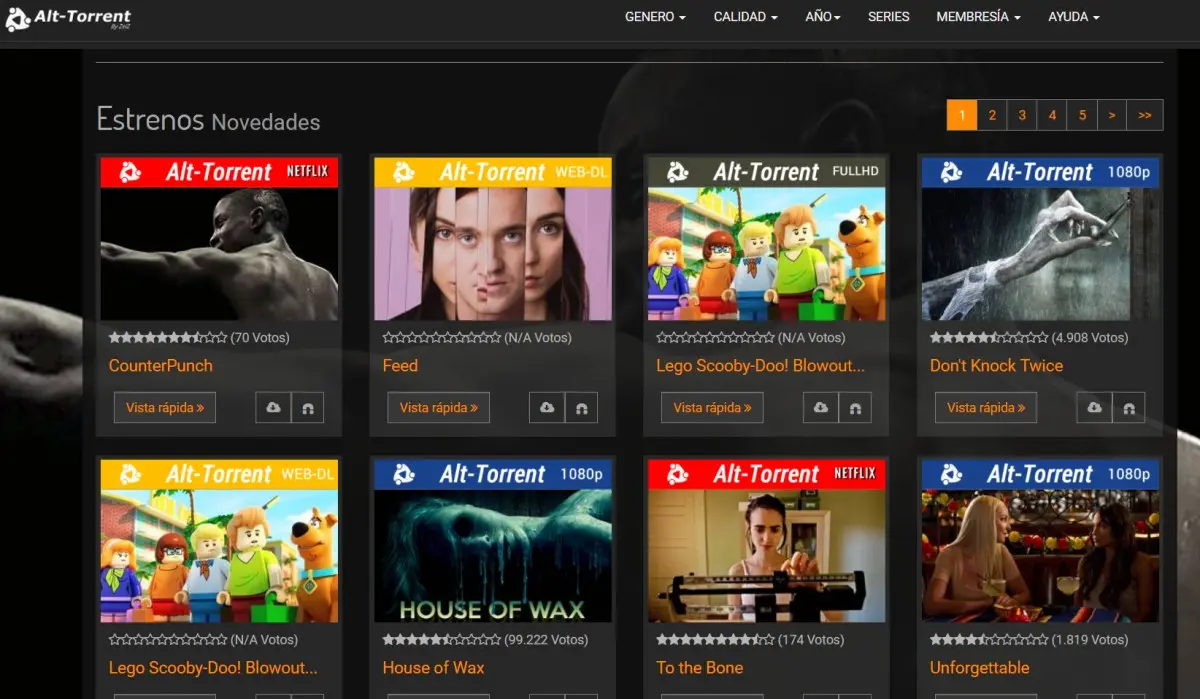 Alt-Torrent
By ZeiZ
GENERO CALIDAD AÑO SERIES MEMBRESÍA AYUDA
Estrenos Novedades
1 2 3 4 5 > >>
Alt-Torrent NETFLIX
Alt-Torrent WEB-DL
Alt-Torrent FULLHD
Alt-Torrent 1080p
(70 Votos)
(N/A Votos)
(N/A Votos)
(4.908 Votos)
CounterPunch
Feed
Lego Scooby-Doo! Blowout...
Don't Knock Twice
Vista rápida »
Vista rápida »
Vista rápida »
Vista rápida »
Alt-Torrent WEB-DL
Alt-Torrent 1080p
Alt-Torrent NETFLIX
Alt-Torrent 1080p
HOUSE OF WAX
(N/A Votos)
(99.222 Votos)
(174 Votos)
(1.819 Votos)
Lego Scooby-Doo! Blowout...
House of Wax
To the Bone
Unforgettable